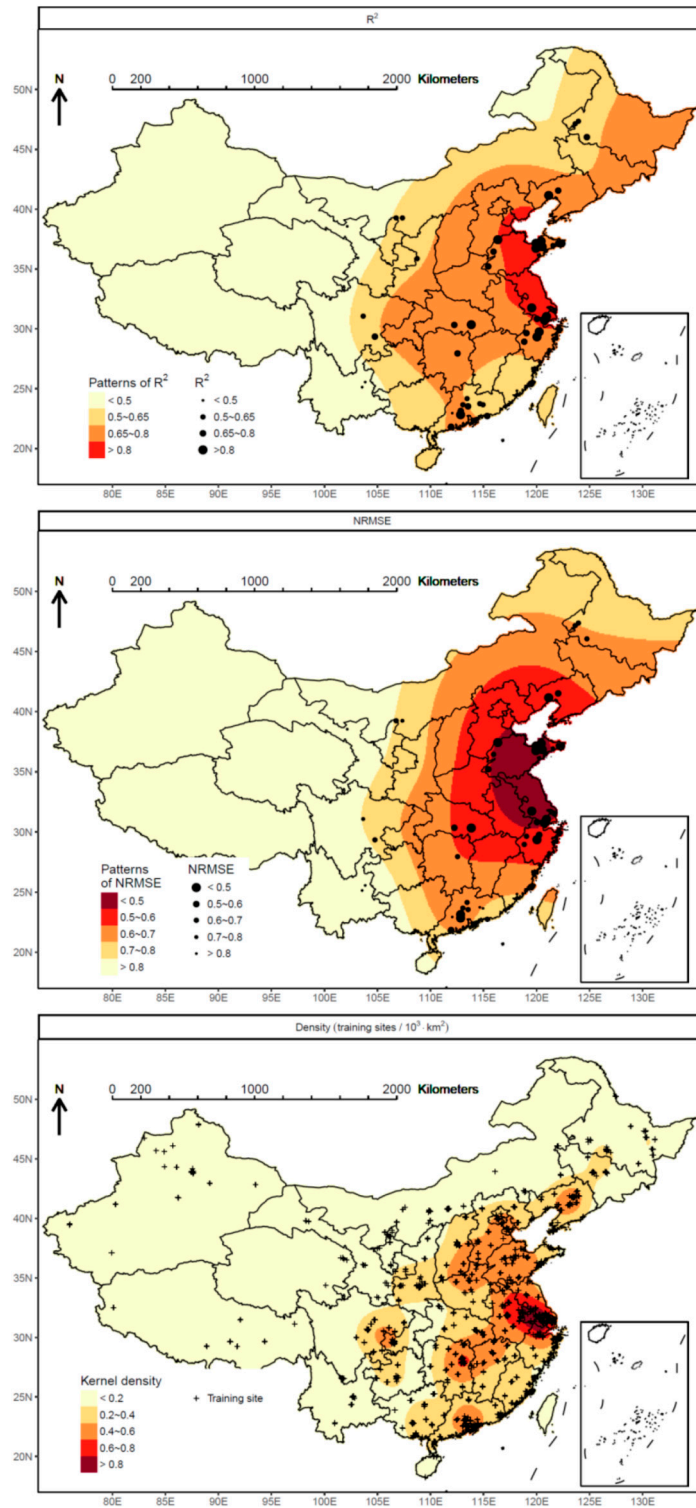 R²
N
0 200 1000 2000 Kilometers
50N
45N
40N
35N
30N
25N
20N
Patterns of R² R²
< 0.5 < 0.5
0.5~0.65 0.5~0.65
0.65~0.8 0.65~0.8
> 0.8 >0.8
80E 85E 90E 95E 100E 105E 110E 115E 120E 125E 130E
NRMSE
N
0 200 1000 2000 Kilometers
50N
45N
40N
35N
30N
25N
20N
Patterns of NRMSE NRMSE
< 0.5 < 0.5
0.5~0.6 0.5~0.6
0.6~0.7 0.6~0.7
0.7~0.8 0.7~0.8
> 0.8 > 0.8
80E 85E 90E 95E 100E 105E 110E 115E 120E 125E 130E
Density (training sites / 10³ · km²)
N
0 200 1000 2000 Kilometers
50N
45N
40N
35N
30N
25N
20N
Kernel density
< 0.2 + Training site
0.2~0.4
0.4~0.6
0.6~0.8
> 0.8
80E 85E 90E 95E 100E 105E 110E 115E 120E 125E 130E